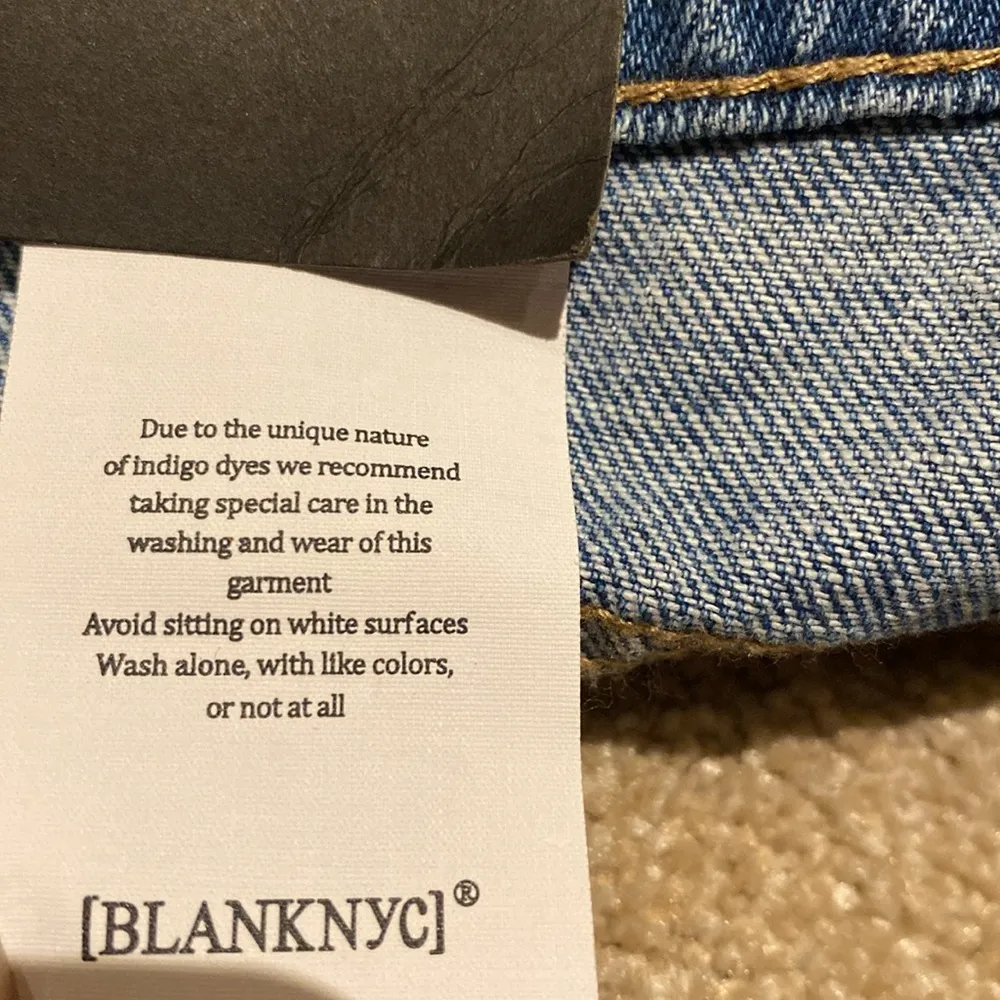 Due to the unique nature
of indigo dyes we recommend
taking special care in the
washing and wear of this
garment
Avoid sitting on white surfaces
Wash alone, with like colors,
or not at all
[BLANKNYC]®